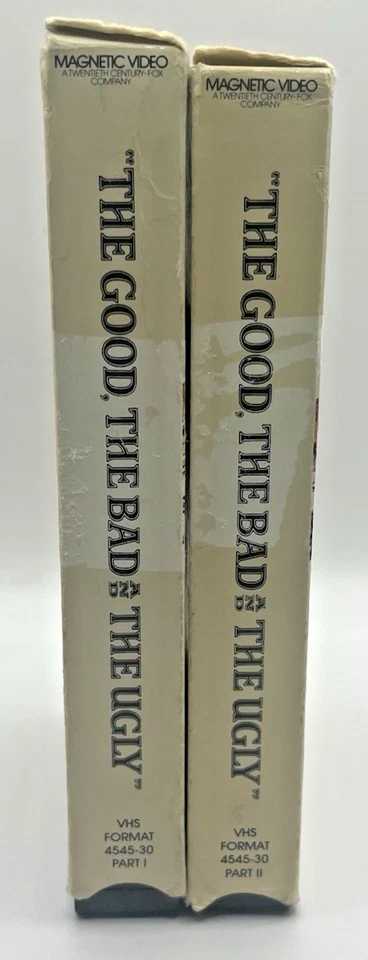 MAGNETIC VIDEO
A TWENTIETH CENTURY-FOX
COMPANY
"THE GOOD, THE BAD AND THE UGLY"
VHS
FORMAT
4545-30
PART I
MAGNETIC VIDEO
A TWENTIETH CENTURY-FOX
COMPANY
"THE GOOD, THE BAD AND THE UGLY"
VHS
FORMAT
4545-30
PART II